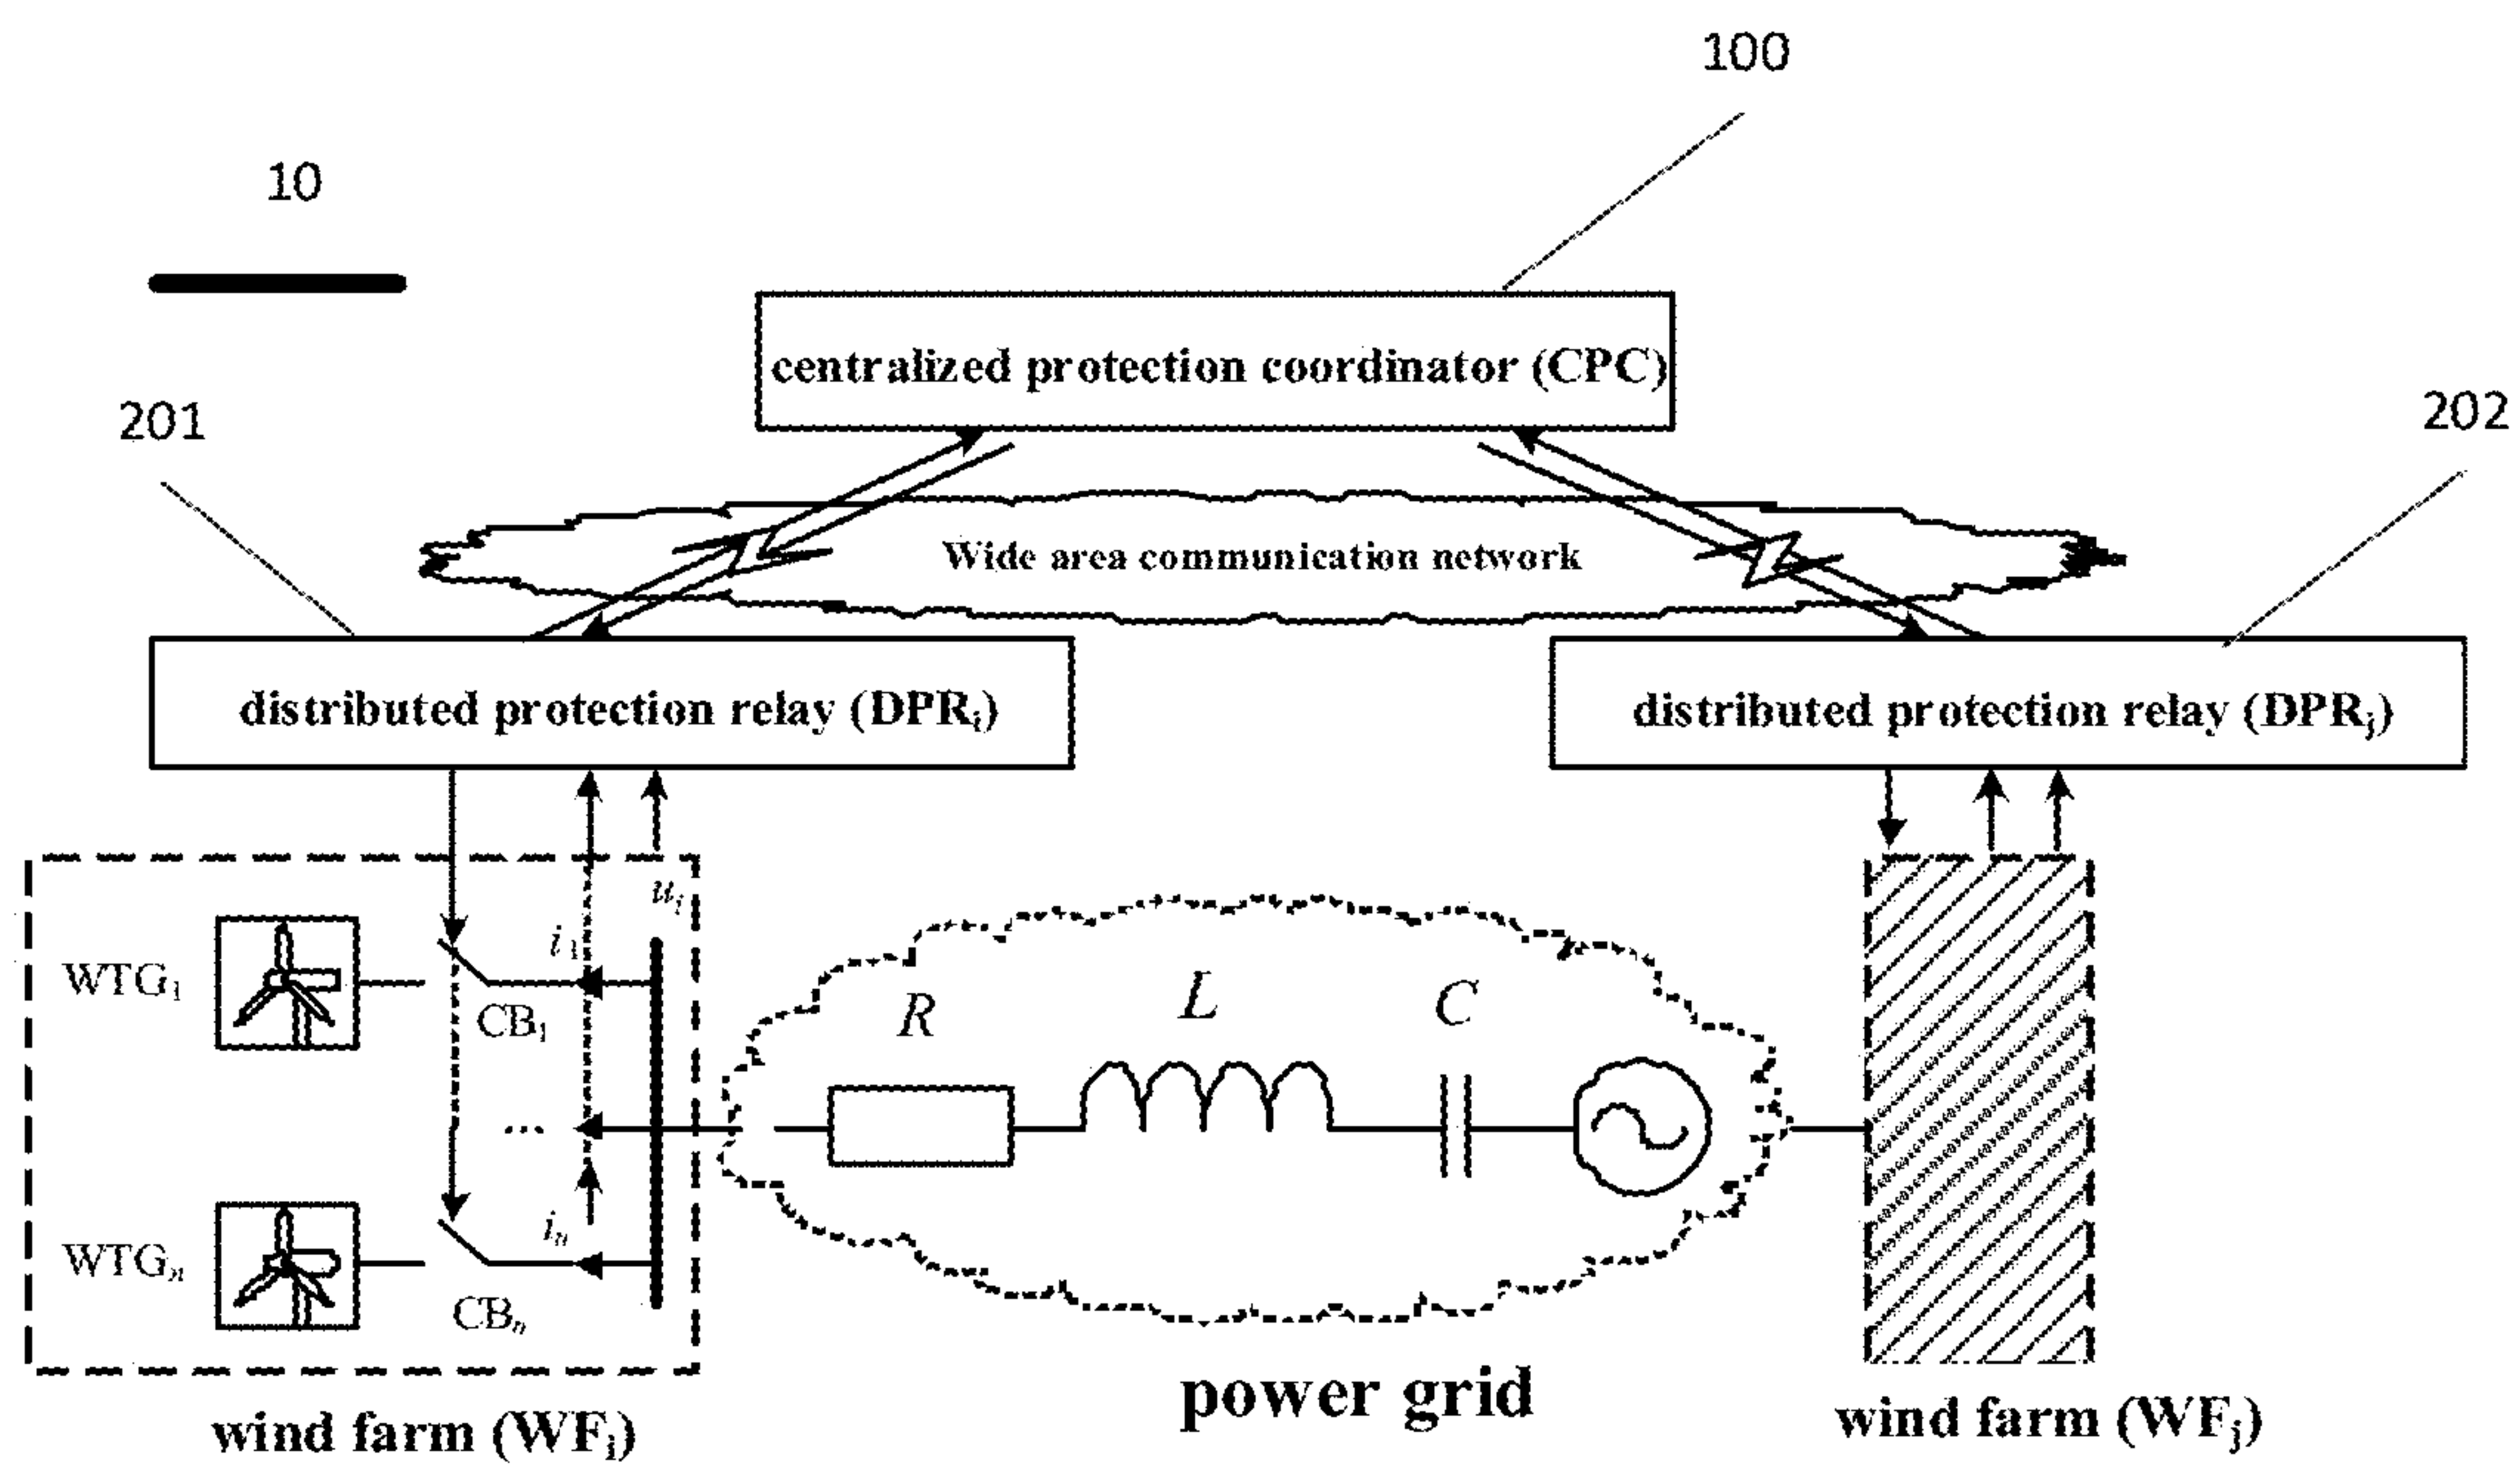 100
10
centralized protection coordinator (CPC)
201
202
Wide area communication network
distributed protection relay (DPRi)
distributed protection relay (DPRj)
ui
i1
WTG1
CB1
R
L
C
...
in
WTGn
CBn
power grid
wind farm (WFi)
wind farm (WFj)